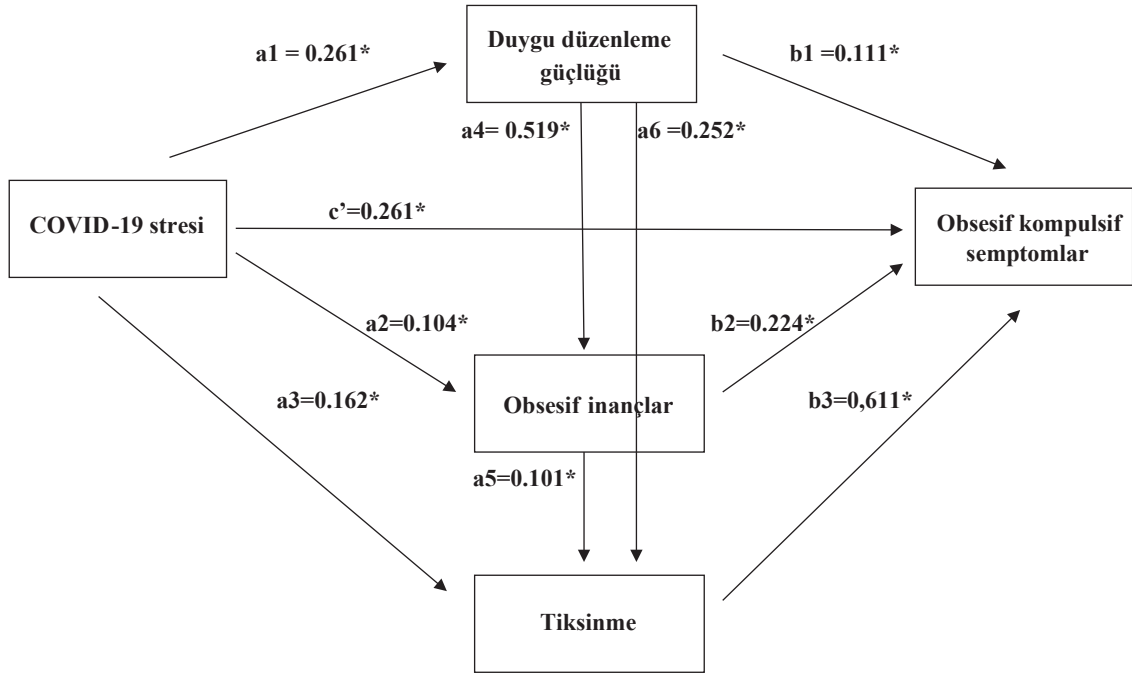 Duygu düzenleme
güçlüğü
a1 = 0.261*
b1 =0.111*
a4= 0.519*
a6 =0.252*
COVID-19 stresi
c’=0.261*
Obsesif kompulsif
semptomlar
a2=0.104*
b2=0.224*
a3=0.162*
Obsesif inançlar
b3=0,611*
a5=0.101*
Tiksinme